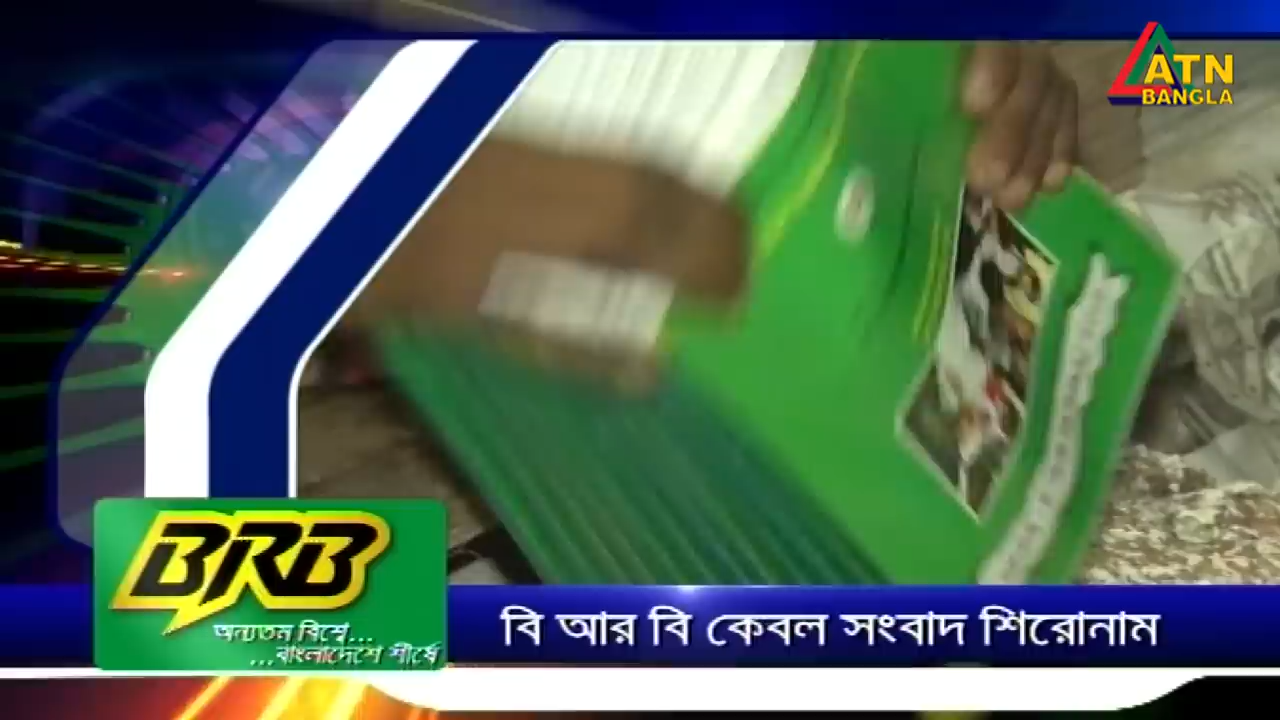 ATN
BANGLA
BRB
অন্যতম বিশ্বে...
...বাংলাদেশে শীর্ষে
বি আর বি কেবল সংবাদ শিরোনাম